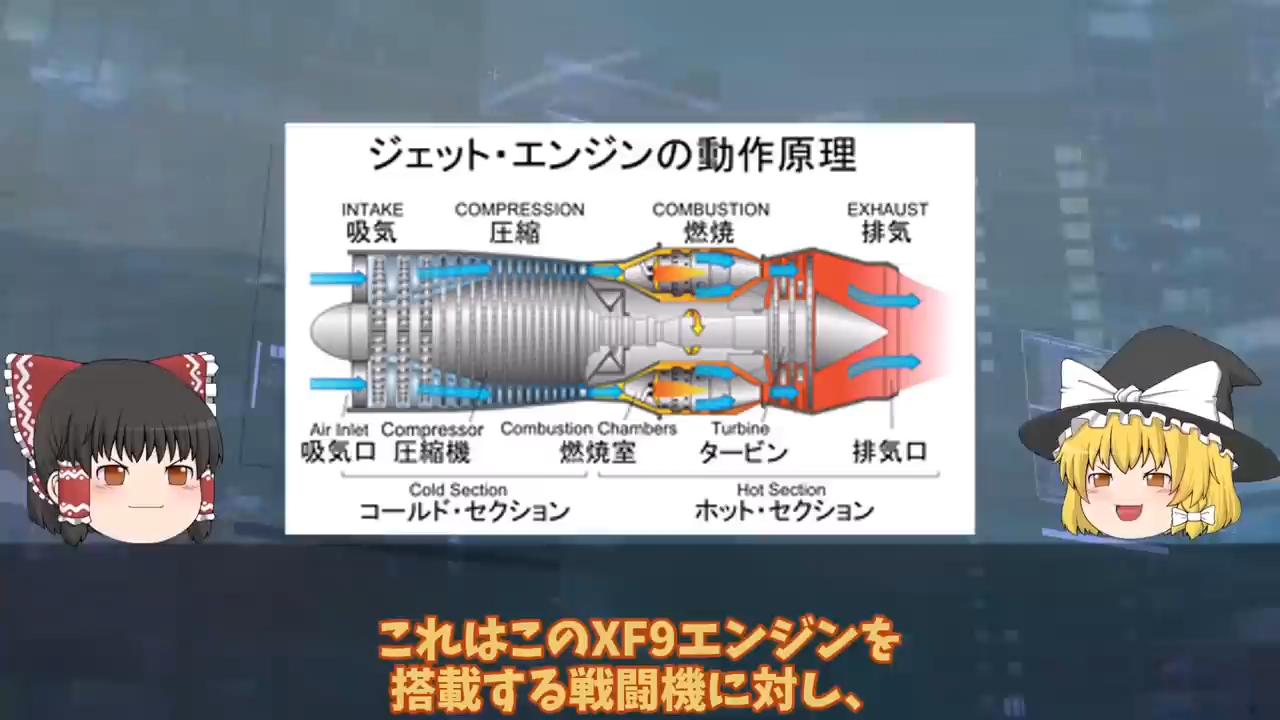 ジェット・エンジンの動作原理
INTAKE COMPRESSION COMBUSTION EXHAUST
吸気 圧縮 燃焼 排気
Air Inlet Compressor Combustion Chambers Turbine
吸気口 圧縮機 燃焼室 タービン 排気口
Cold Section Hot Section
コールド・セクション ホット・セクション
これはこのXF9エンジンを
搭載する戦闘機に対し、